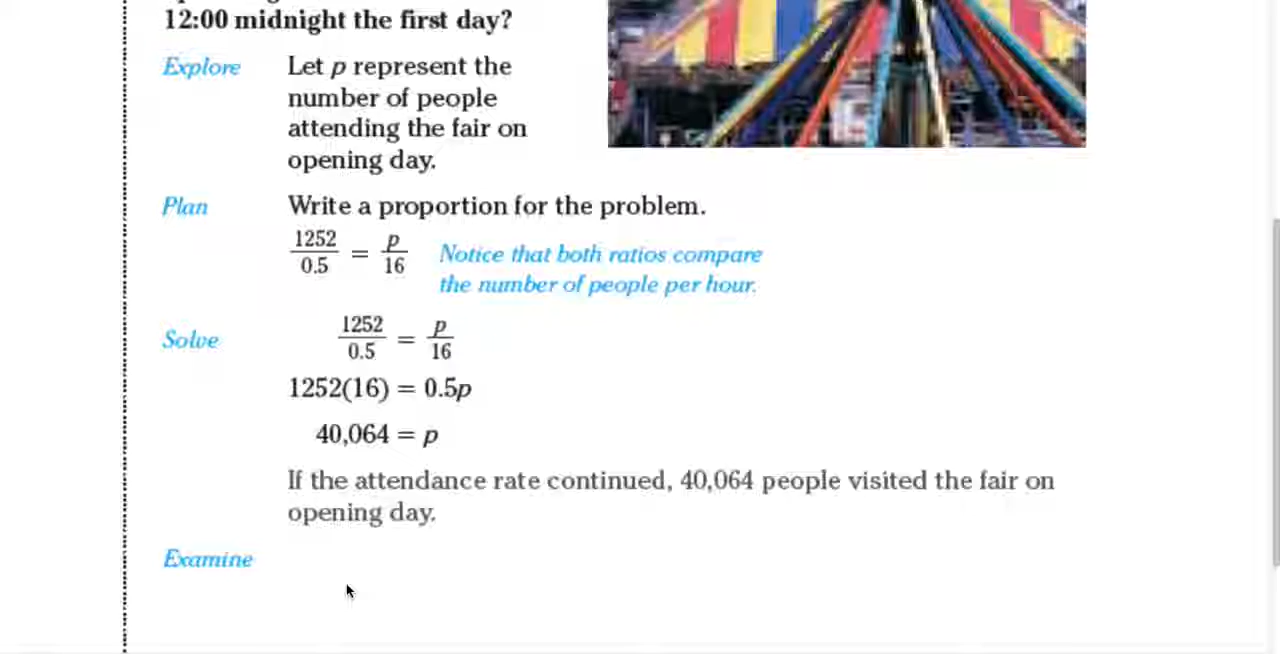 12:00 midnight the first day?
Explore Let p represent the
number of people
attending the fair on
opening day.
Plan Write a proportion for the problem.
1252/0.5 = p/16 Notice that both ratios compare
the number of people per hour.
Solve 1252/0.5 = p/16
1252(16) = 0.5p
40,064 = p
If the attendance rate continued, 40,064 people visited the fair on
opening day.
Examine